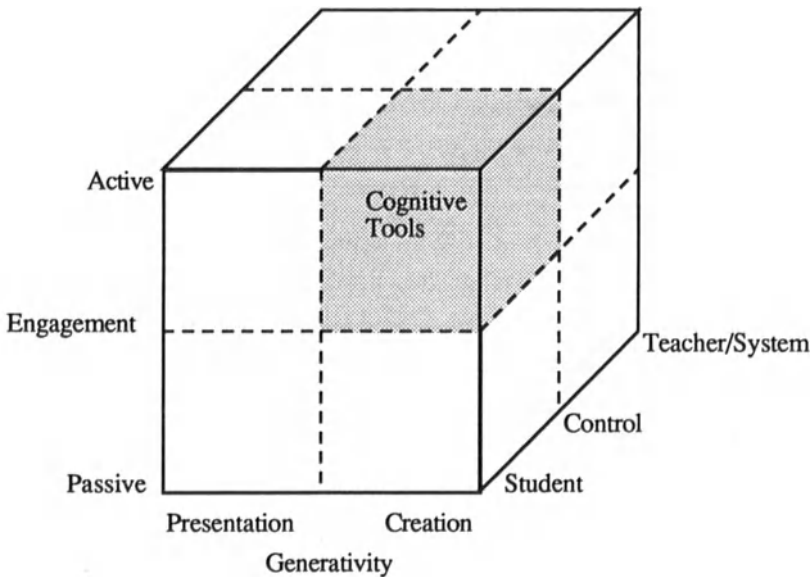 Active
Cognitive
Tools
Engagement
Teacher/System
Control
Passive
Student
Presentation
Creation
Generativity